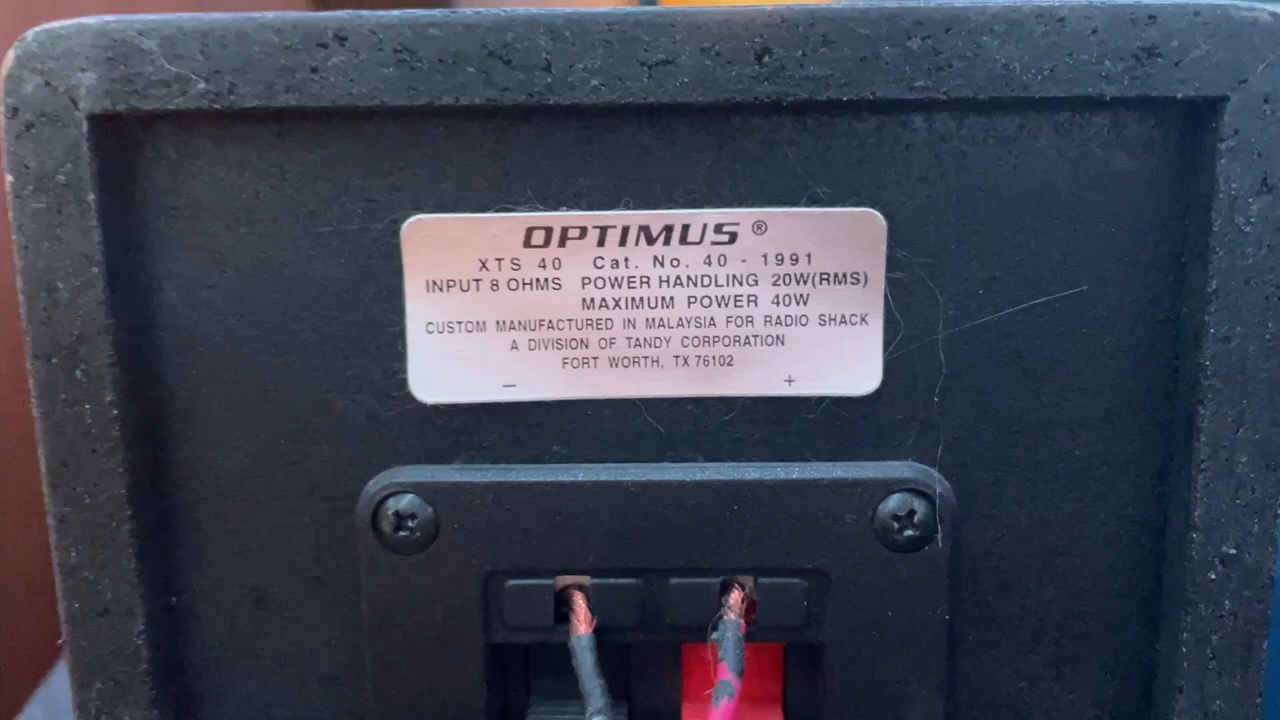 OPTIMUS®
XTS 40 Cat. No. 40 - 1991
INPUT 8 OHMS POWER HANDLING 20W(RMS)
MAXIMUM POWER 40W
CUSTOM MANUFACTURED IN MALAYSIA FOR RADIO SHACK
A DIVISION OF TANDY CORPORATION
FORT WORTH, TX 76102
– +